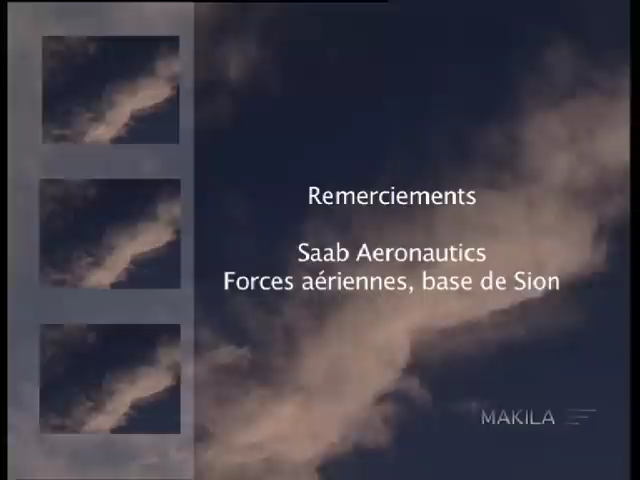 Remerciements
Saab Aeronautics
Forces aériennes, base de Sion
MAKILA